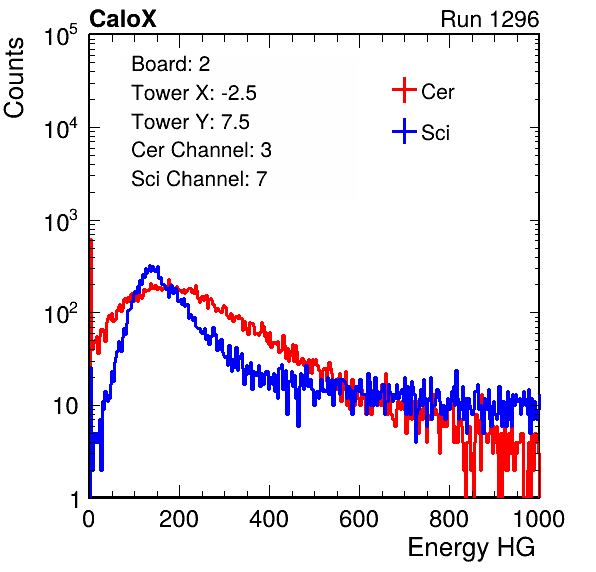 CaloX Run 1296
Counts
Board: 2
Tower X: -2.5
Tower Y: 7.5
Cer Channel: 3
Sci Channel: 7
Cer
Sci
10^5
10^4
10^3
10^2
10
1
0 200 400 600 800 1000
Energy HG